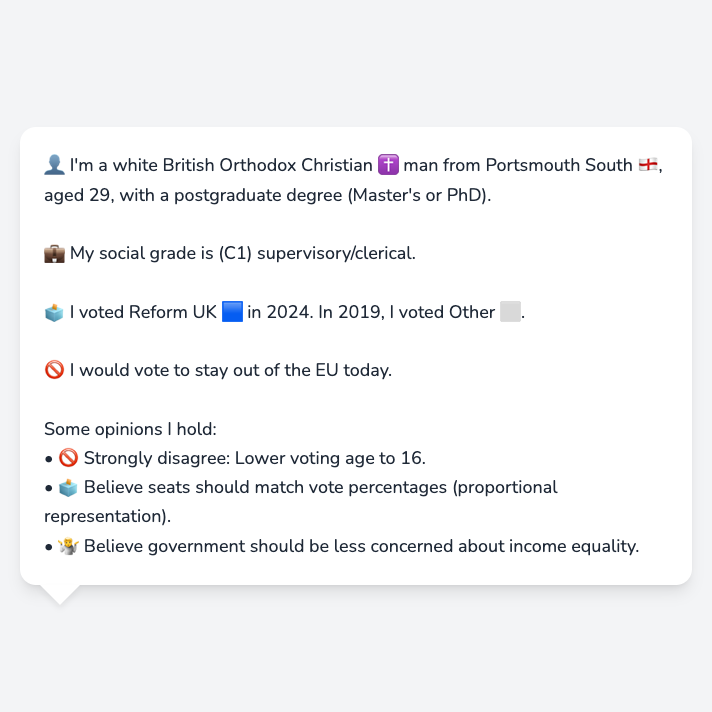 👤 I'm a white British Orthodox Christian ✝️ man from Portsmouth South 🏴󠁧󠁢󠁥󠁮󠁧󠁿,
aged 29, with a postgraduate degree (Master's or PhD).
💼 My social grade is (C1) supervisory/clerical.
🗳️ I voted Reform UK 🟦 in 2024. In 2019, I voted Other ⬜.
🚫 I would vote to stay out of the EU today.
Some opinions I hold:
• 🚫 Strongly disagree: Lower voting age to 16.
• 🗳️ Believe seats should match vote percentages (proportional
representation).
• 🤷 Believe government should be less concerned about income equality.